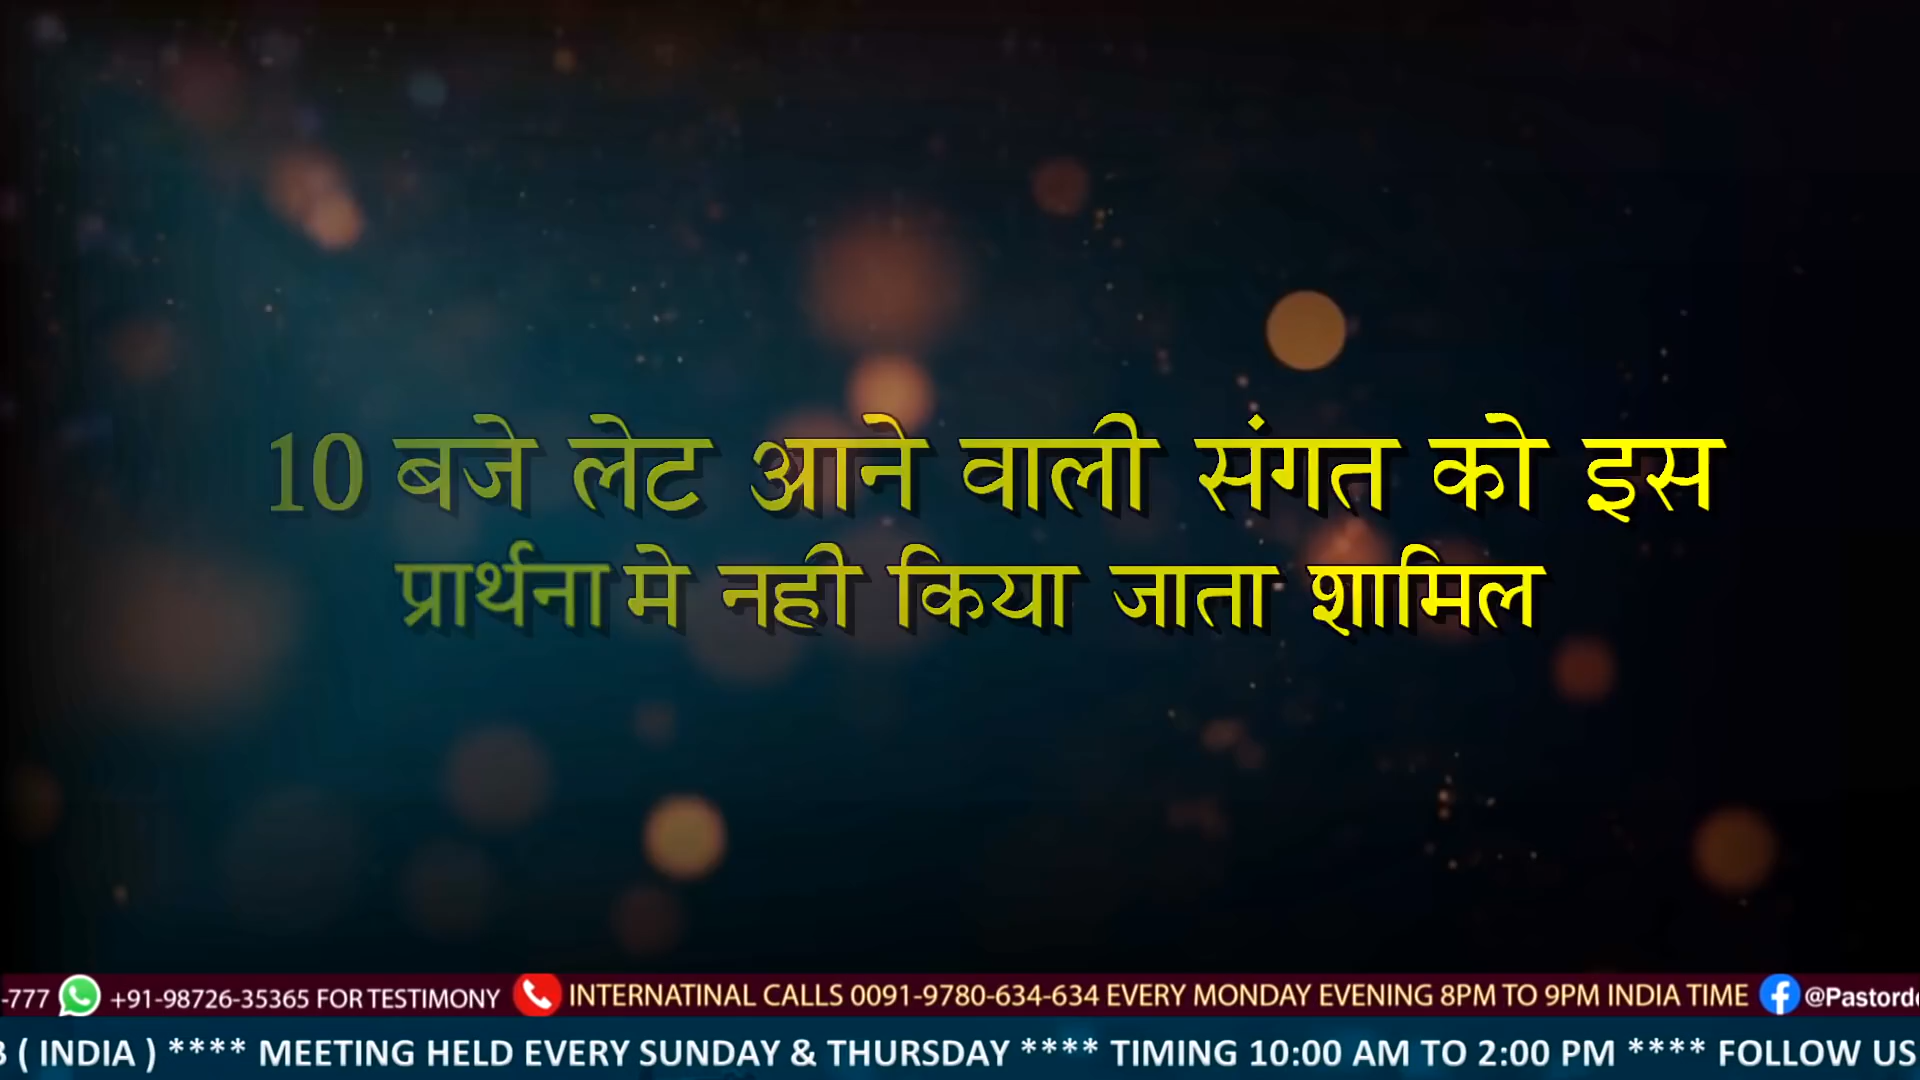 10 बजे लेट आने वाली संगत को इस
प्रार्थना मे नही किया जाता शामिल
-777 +91-98726-35365 FOR TESTIMONY INTERNATINAL CALLS 0091-9780-634-634 EVERY MONDAY EVENING 8PM TO 9PM INDIA TIME
( INDIA ) **** MEETING HELD EVERY SUNDAY & THURSDAY **** TIMING 10:00 AM TO 2:00 PM **** FOLLOW US